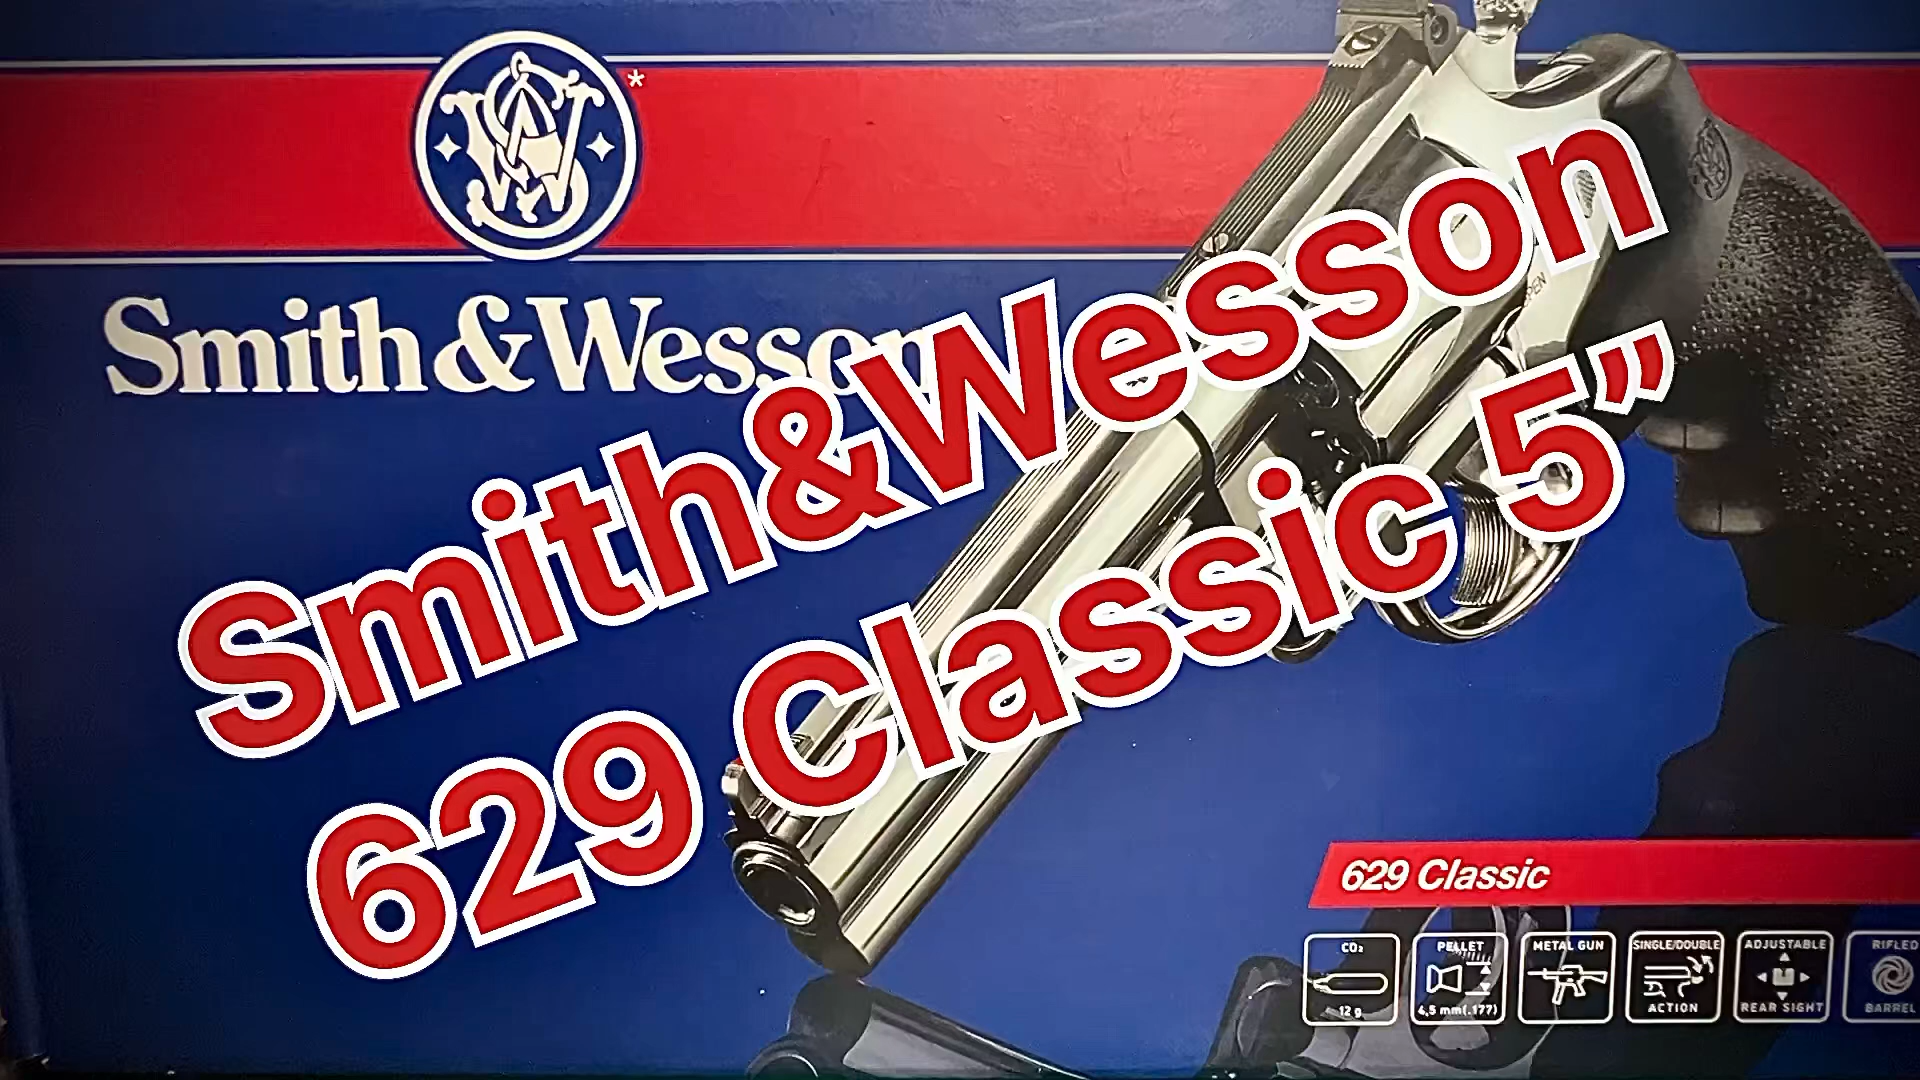 *
Smith&Wesson
Smith&Wesson
629 Classic 5”
OPEN
629 Classic
CO₂
12 g
PELLET
4,5 mm(.177)
METAL GUN
SINGLE/DOUBLE
ACTION
ADJUSTABLE
REAR SIGHT
RIFLED
BARREL